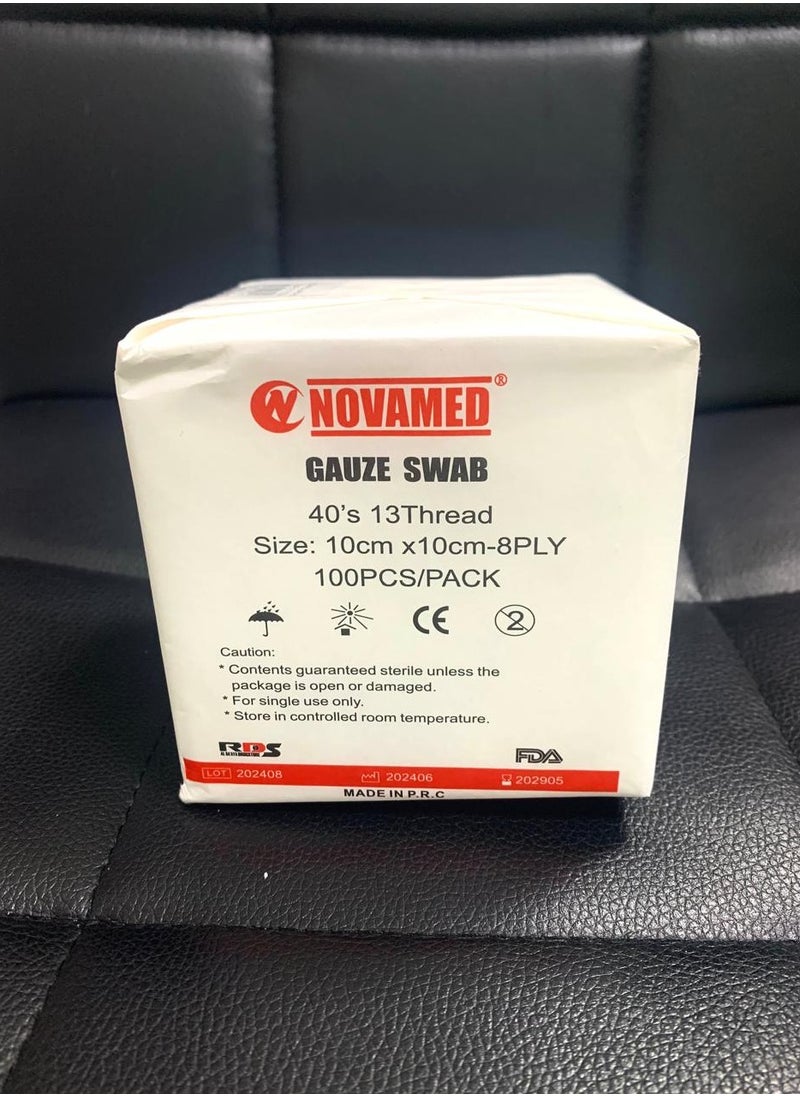 NOVAMED®
GAUZE SWAB
40's 13Thread
Size: 10cm x10cm-8PLY
100PCS/PACK
CE
2
Caution:
* Contents guaranteed sterile unless the
package is open or damaged.
* For single use only.
* Store in controlled room temperature.
RDS
FDA
LOT 202408 202406 202905
MADE IN P.R.C